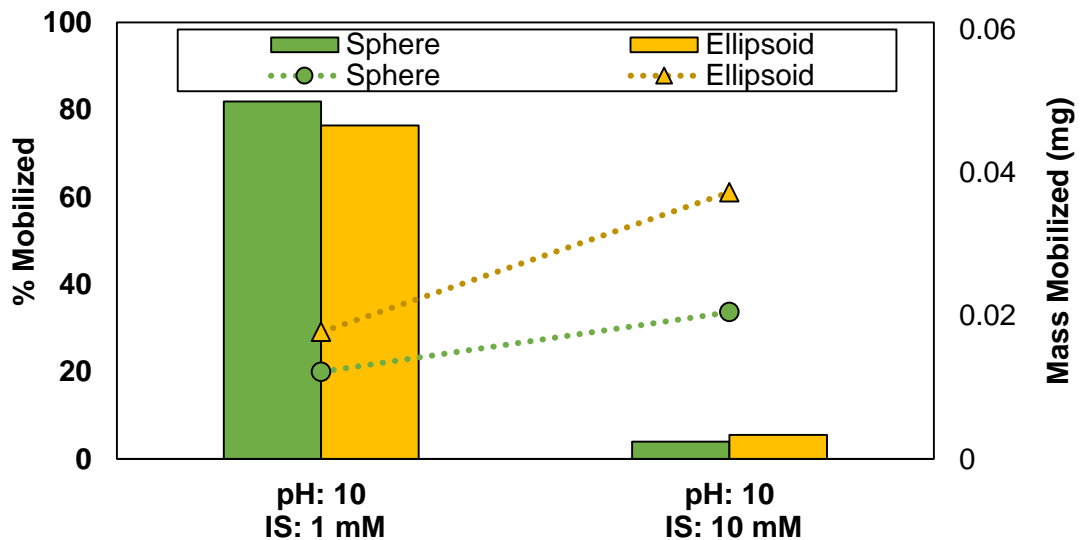 Sphere Ellipsoid
Sphere Ellipsoid
% Mobilized
100
80
60
40
20
0
Mass Mobilized (mg)
0.06
0.04
0.02
0
pH: 10
IS: 1 mM
pH: 10
IS: 10 mM